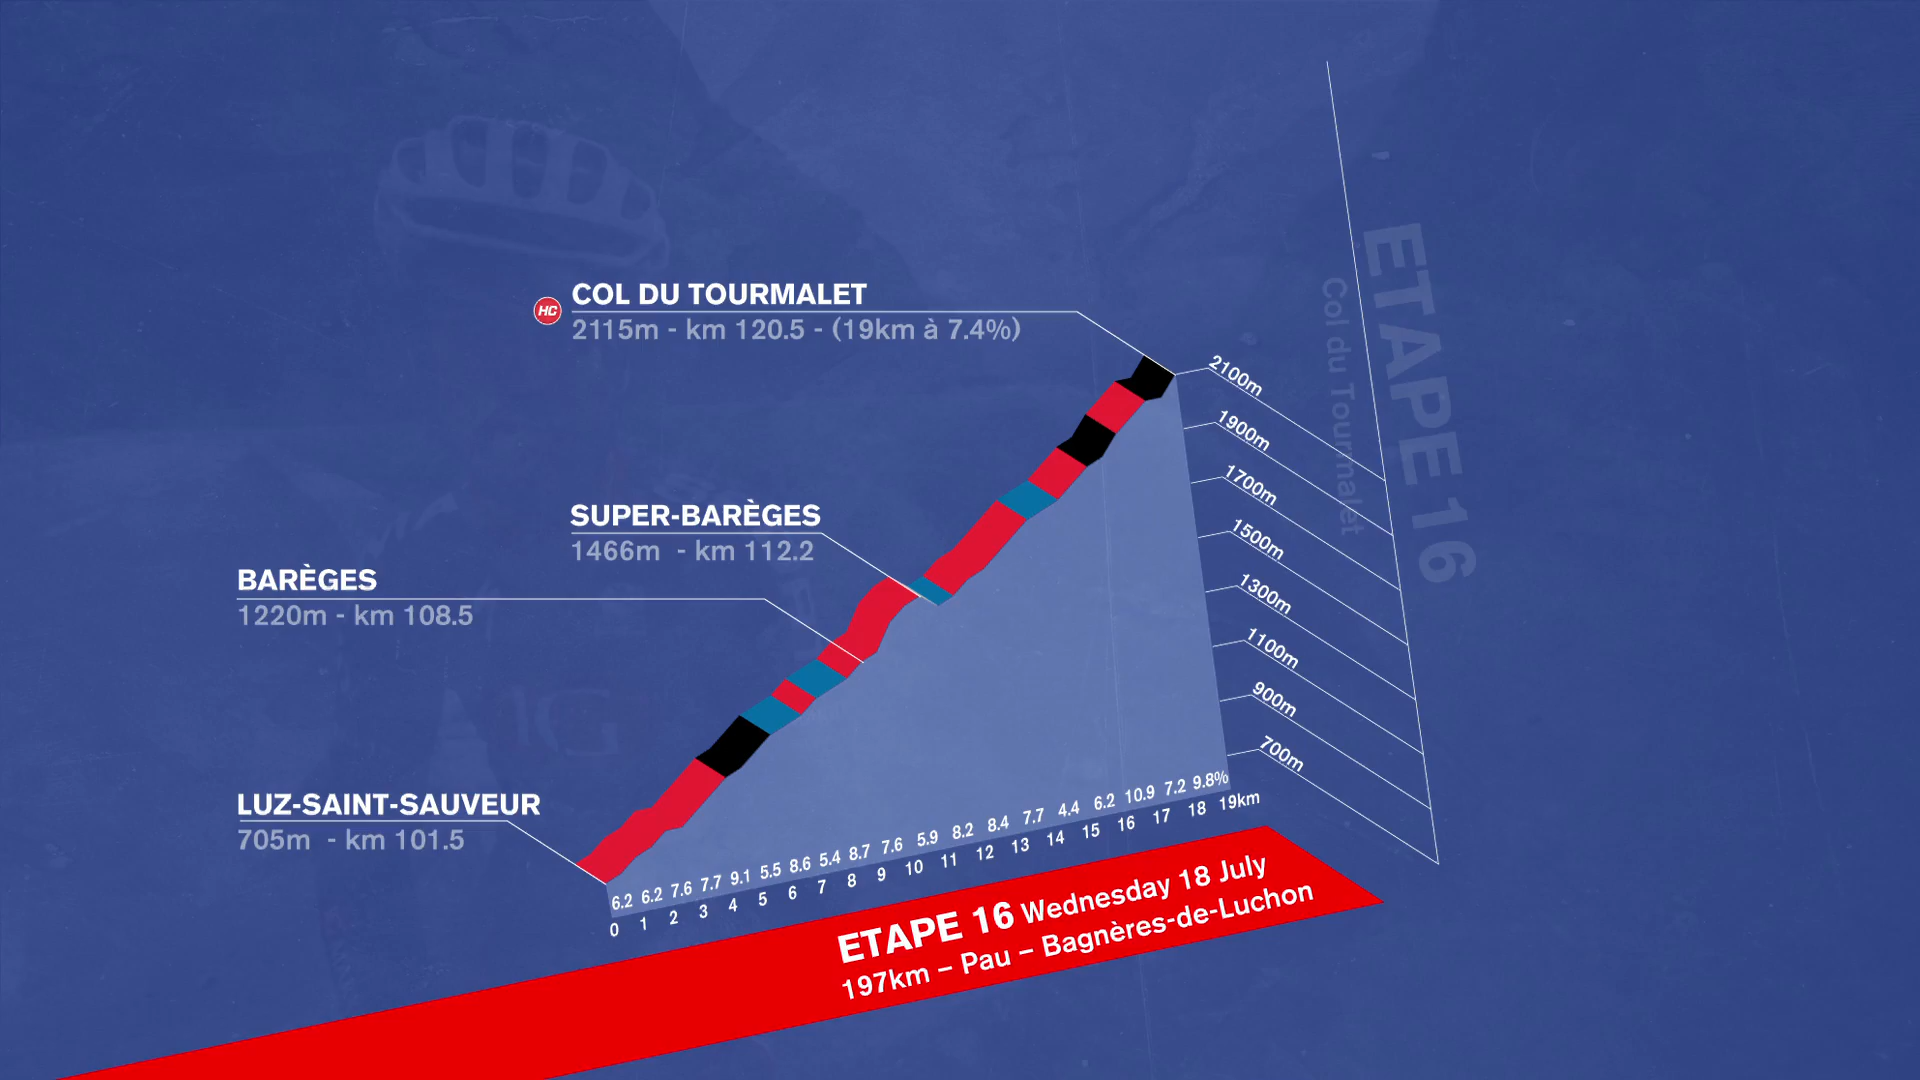 HC
COL DU TOURMALET
2115m - km 120.5 - (19km à 7.4%)
SUPER-BARÈGES
1466m - km 112.2
BARÈGES
1220m - km 108.5
LUZ-SAINT-SAUVEUR
705m - km 101.5
2100m
1900m
1700m
1500m
1300m
1100m
900m
700m
6.2 6.2 7.6 7.7 9.1 5.5 8.6 5.4 8.7 7.6 5.9 8.2 8.4 7.7 4.4 6.2 10.9 7.2 9.8%
0 1 2 3 4 5 6 7 8 9 10 11 12 13 14 15 16 17 18 19km
ETAPE 16 Wednesday 18 July
197km – Pau – Bagnères-de-Luchon
ETAPE 16
Col du Tourmalet